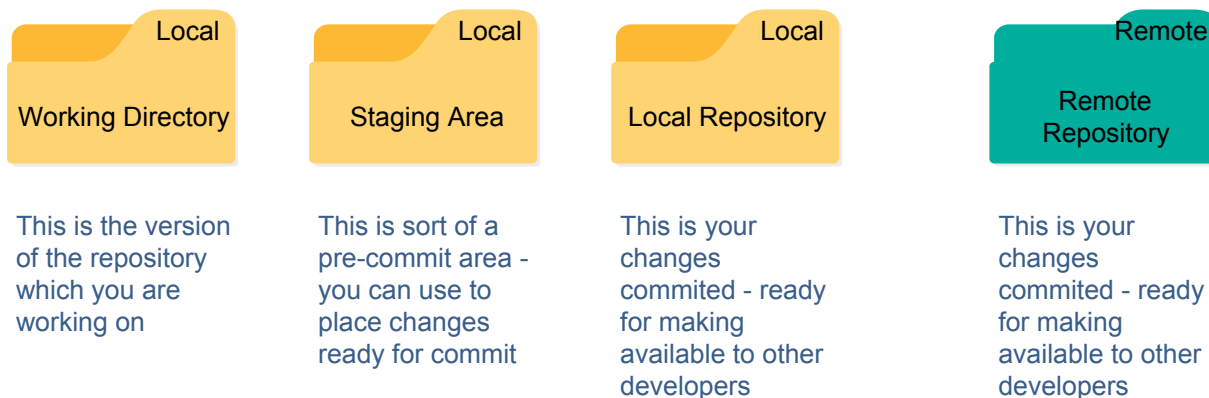 Local
Working Directory
This is the version
of the repository
which you are
working on
Local
Staging Area
This is sort of a
pre-commit area -
you can use to
place changes
ready for commit
Local
Local Repository
This is your
changes
commited - ready
for making
available to other
developers
Remote
Remote
Repository
This is your
changes
commited - ready
for making
available to other
developers